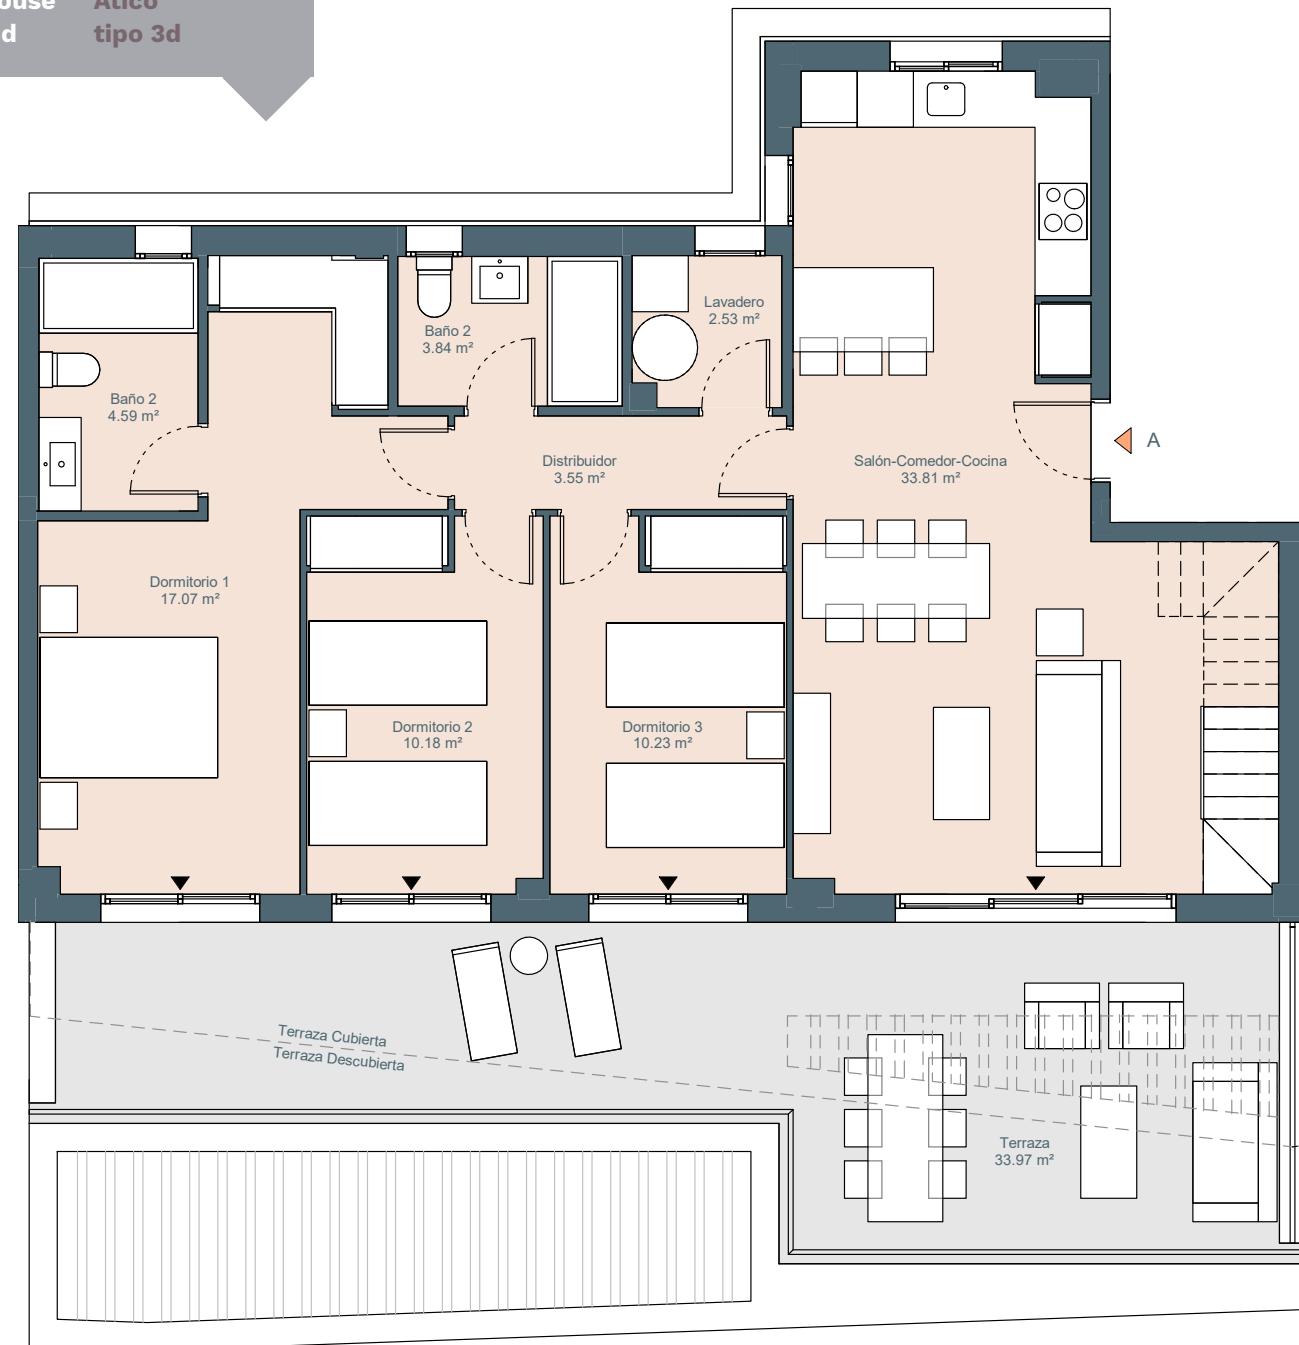 Ático
d
tipo 3d
Lavadero
2.53 m²
Baño 2
3.84 m²
Baño 2
4.59 m²
A
Distribuidor
3.55 m²
Salón-Comedor-Cocina
33.81 m²
Dormitorio 1
17.07 m²
Dormitorio 2
10.18 m²
Dormitorio 3
10.23 m²
Terraza Cubierta
Terraza Descubierta
Terraza
33.97 m²